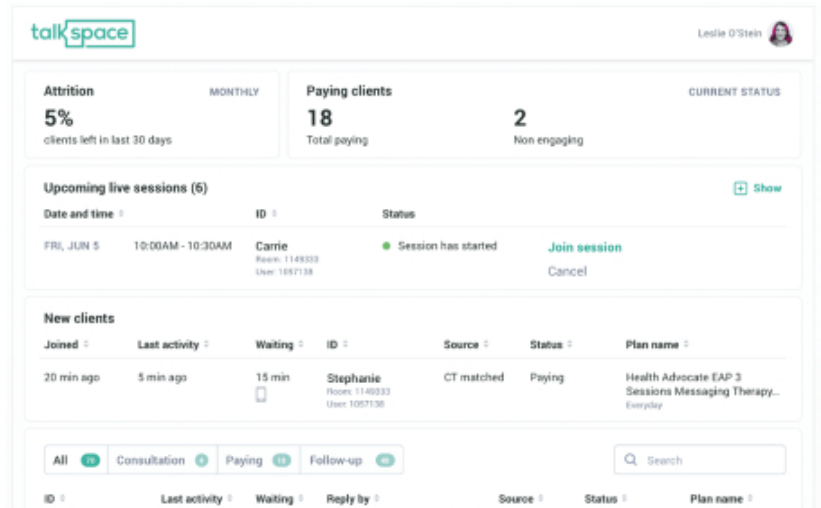 talkspace
Leslie O'Stein
Attrition
MONTHLY
5%
clients left in last 30 days
Paying clients
CURRENT STATUS
18
Total paying
2
Non engaging
Upcoming live sessions (6)
Show
Date and time
ID
Status
FRI, JUN 5
10:00AM - 10:30AM
Carrie
Room: 1149333
User: 1057138
Session has started
Join session
Cancel
New clients
Joined
Last activity
Waiting
ID
Source
Status
Plan name
20 min ago
5 min ago
15 min
Stephanie
Room: 1149333
User: 1057138
CT matched
Paying
Health Advocate EAP 3
Sessions Messaging Therapy...
Everyday
All
Consultation
Paying
Follow-up
Search
ID
Last activity
Waiting
Reply by
Source
Status
Plan name